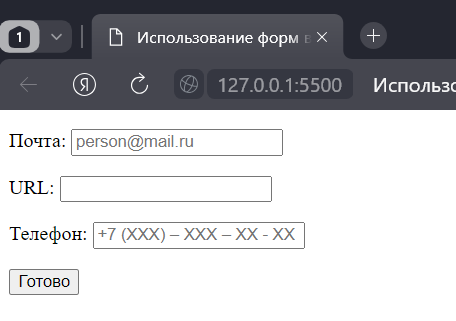 1
Использование форм в
127.0.0.1:5500 Использо
Почта: person@mail.ru
URL:
Телефон: +7 (XXX) – XXX – XX - XX
Готово